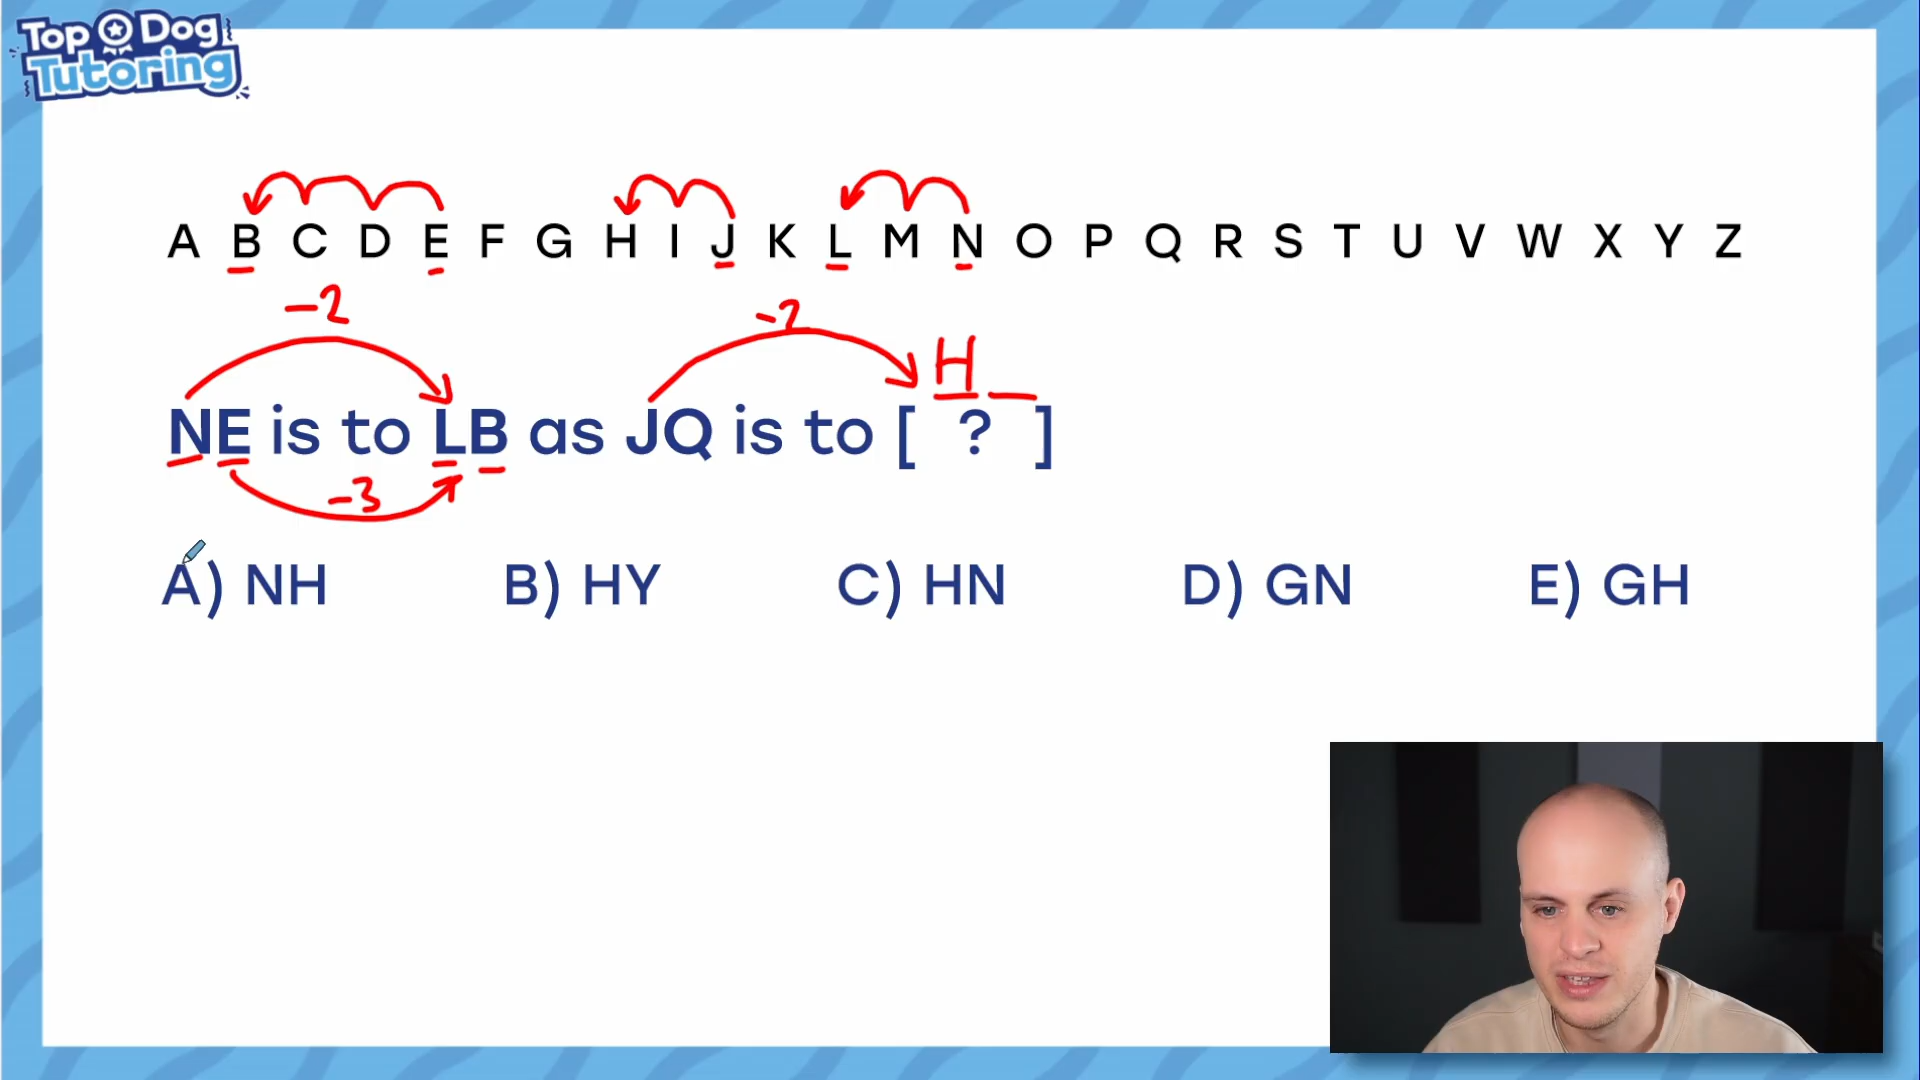 Top Dog
Tutoring
A B C D E F G H I J K L M N O P Q R S T U V W X Y Z
-2
-2
H
NE is to LB as JQ is to [ ? ]
-3
A) NH B) HY C) HN D) GN E) GH